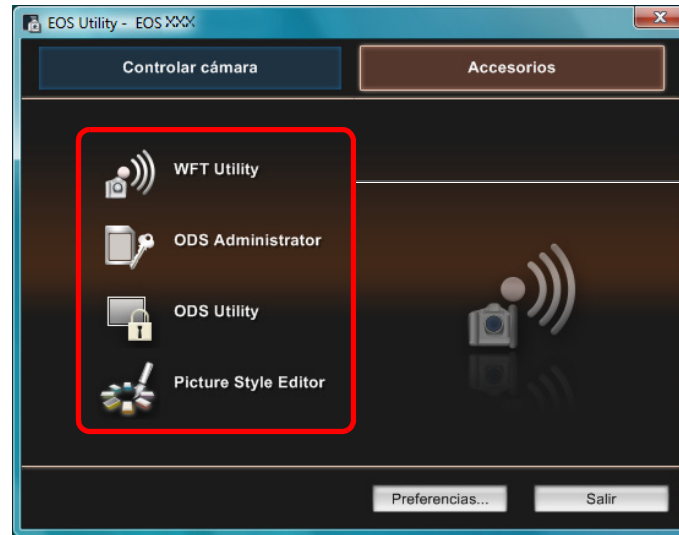 EOS Utility - EOS XXX
Controlar cámara
Accesorios
WFT Utility
ODS Administrator
ODS Utility
Picture Style Editor
Preferencias...
Salir